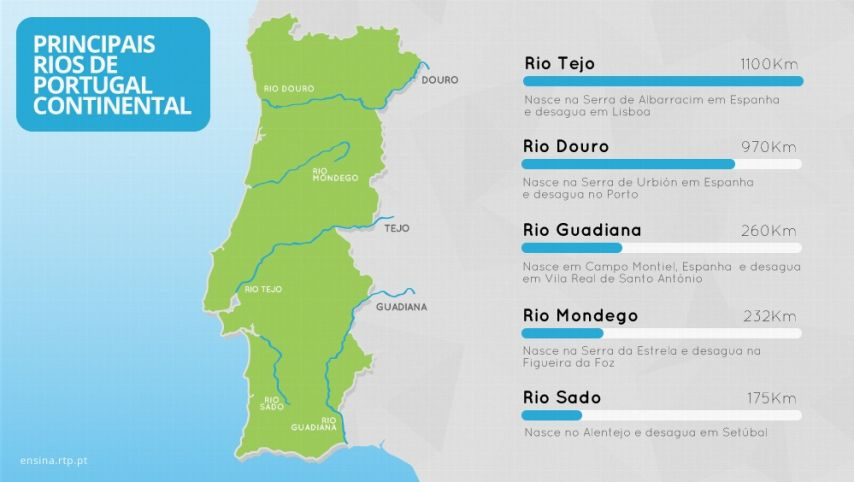 PRINCIPAIS
RIOS DE
PORTUGAL
CONTINENTAL
RIO DOURO
DOURO
RIO
MONDEGO
TEJO
RIO TEJO
GUADIANA
RIO
SADO
RIO
GUADIANA
Rio Tejo 1100Km
Nasce na Serra de Albarracim em Espanha
e desagua em Lisboa
Rio Douro 970Km
Nasce na Serra de Urbión em Espanha
e desagua no Porto
Rio Guadiana 260Km
Nasce em Campo Montiel, Espanha e desagua
em Vila Real de Santo António
Rio Mondego 232Km
Nasce na Serra da Estrela e desagua na
Figueira da Foz
Rio Sado 175Km
Nasce no Alentejo e desagua em Setúbal
ensina.rtp.pt